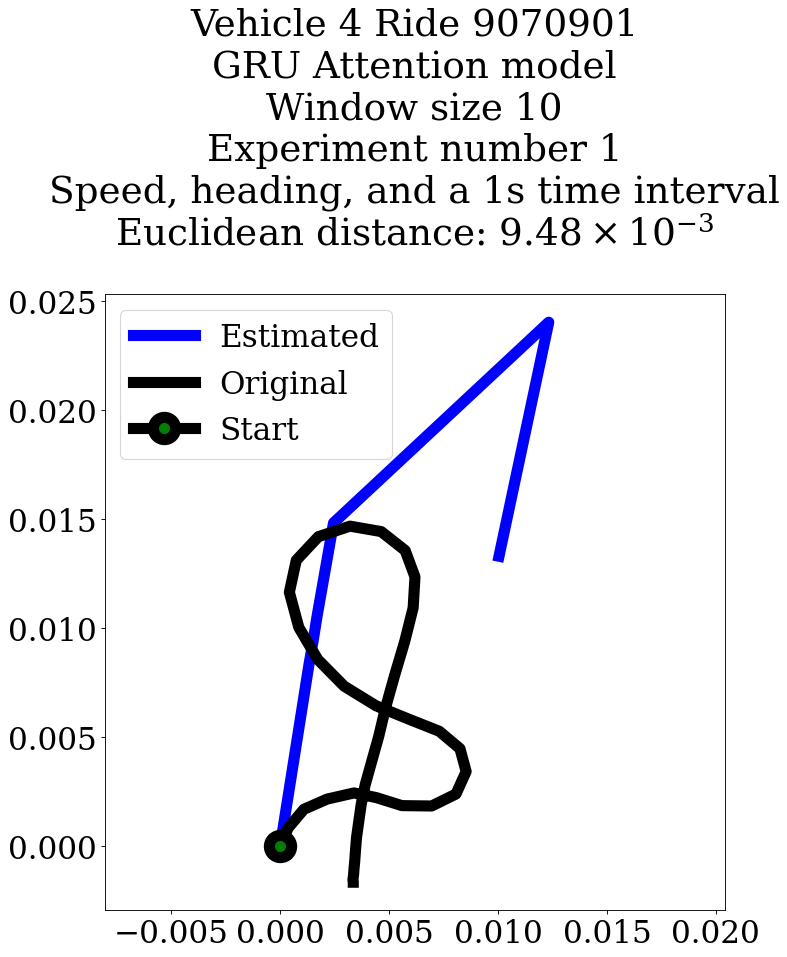 Vehicle 4 Ride 9070901
GRU Attention model
Window size 10
Experiment number 1
Speed, heading, and a 1s time interval
Euclidean distance: 9.48 × 10⁻³
0.025
0.020
0.015
0.010
0.005
0.000
Estimated
Original
Start
−0.005 0.000 0.005 0.010 0.015 0.020